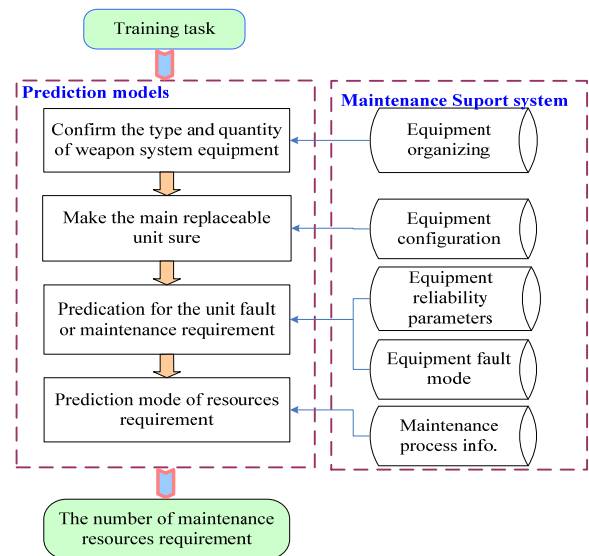 Training task
Prediction models
Confirm the type and quantity
of weapon system equipment
Make the main replaceable
unit sure
Predication for the unit fault
or maintenance requirement
Prediction mode of resources
requirement
Maintenance Suport system
Equipment
organizing
Equipment
configuration
Equipment
reliability
parameters
Equipment fault
mode
Maintenance
process info.
The number of maintenance
resources requirement